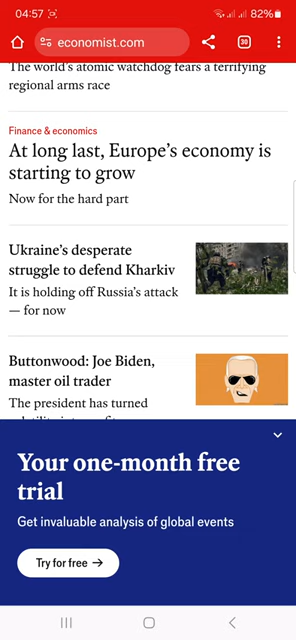 04:57
82%
economist.com
30
The world's atomic watchdog fears a terrifying
regional arms race
Finance & economics
At long last, Europe's economy is
starting to grow
Now for the hard part
Ukraine's desperate
struggle to defend Kharkiv
It is holding off Russia's attack
— for now
Buttonwood: Joe Biden,
master oil trader
The president has turned
Your one-month free
trial
Get invaluable analysis of global events
Try for free →